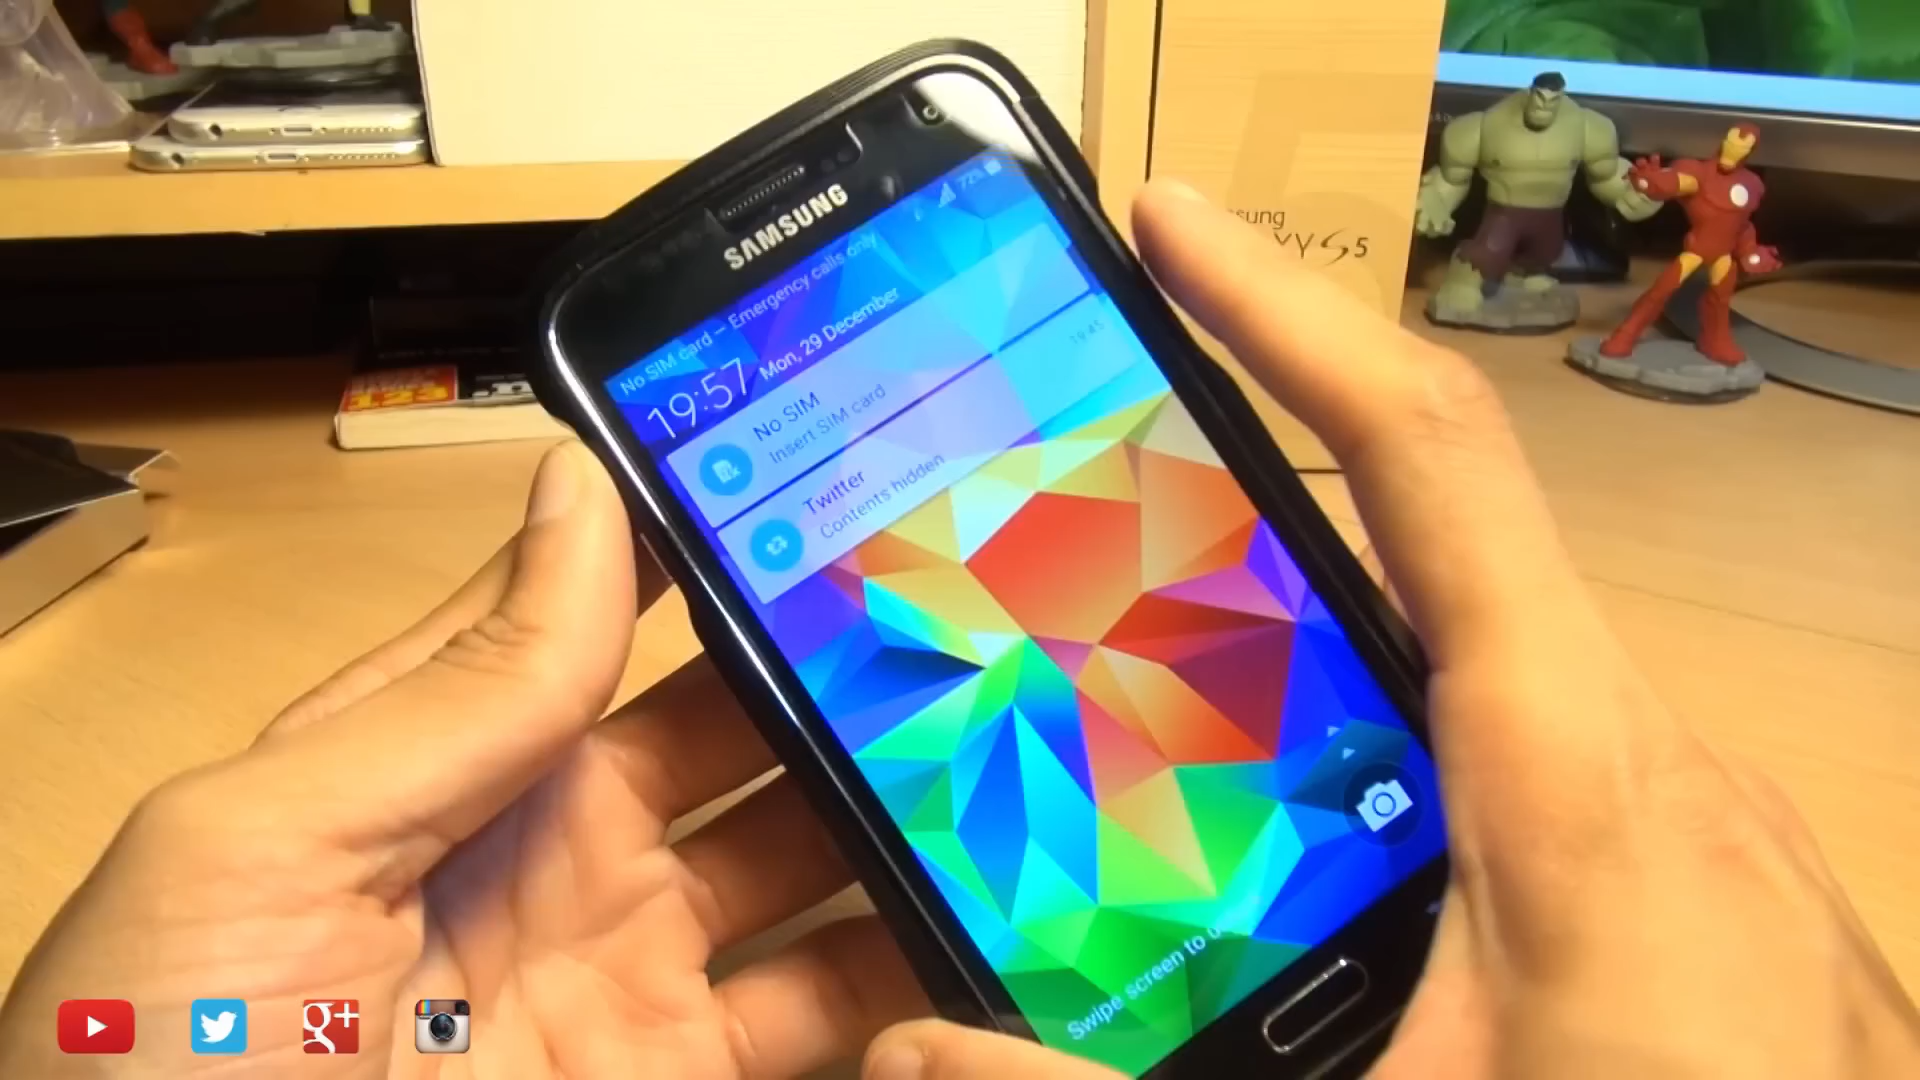 SAMSUNG
72%
No SIM card – Emergency calls only
19:57 Mon, 29 December
No SIM
Insert SIM card
19:45
Twitter
Contents hidden
Swipe screen to
sung
S5
123
g+